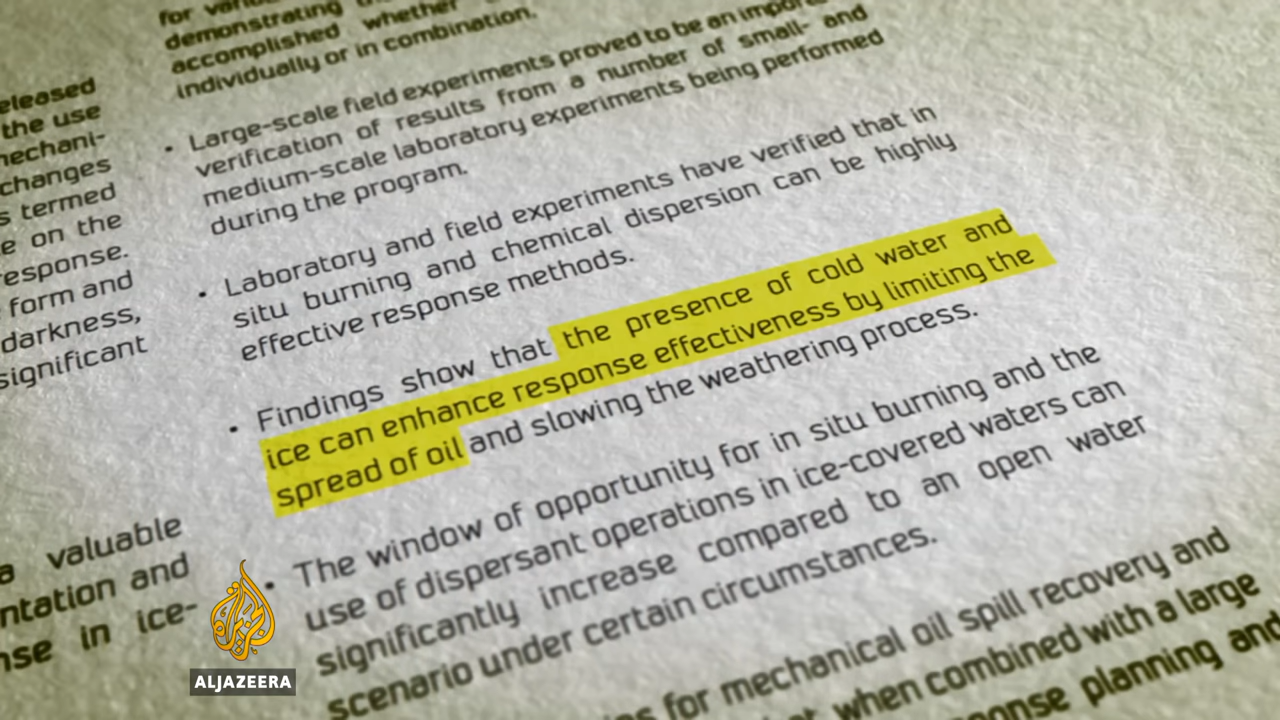 eleased
the use
mechani-
changes
s termed
e on the
response.
form and
darkness,
significant
a valuable
ntation and
nse in ice-
for
demonstrating
accomplished whether
individually or in combination.
• Large-scale field experiments proved to be an
verification of results from a number of small- and
medium-scale laboratory experiments being performed
during the program.
• Laboratory and field experiments have verified that in
situ burning and chemical dispersion can be highly
effective response methods.
• Findings show that the presence of cold water and
ice can enhance response effectiveness by limiting the
spread of oil and slowing the weathering process.
• The window of opportunity for in situ burning and the
use of dispersant operations in ice-covered waters can
significantly increase compared to an open water
scenario under certain circumstances.
for mechanical oil spill recovery and
when combined with a large
planning and
الجزيرة
ALJAZEERA